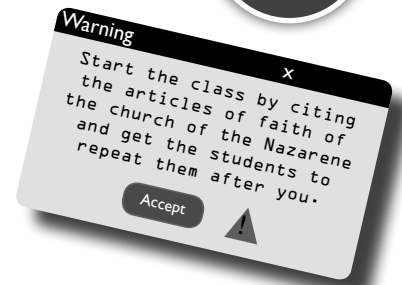 Warning
x
Start the class by citing
the articles of faith of
the church of the Nazarene
and get the students to
repeat them after you.
Accept
!